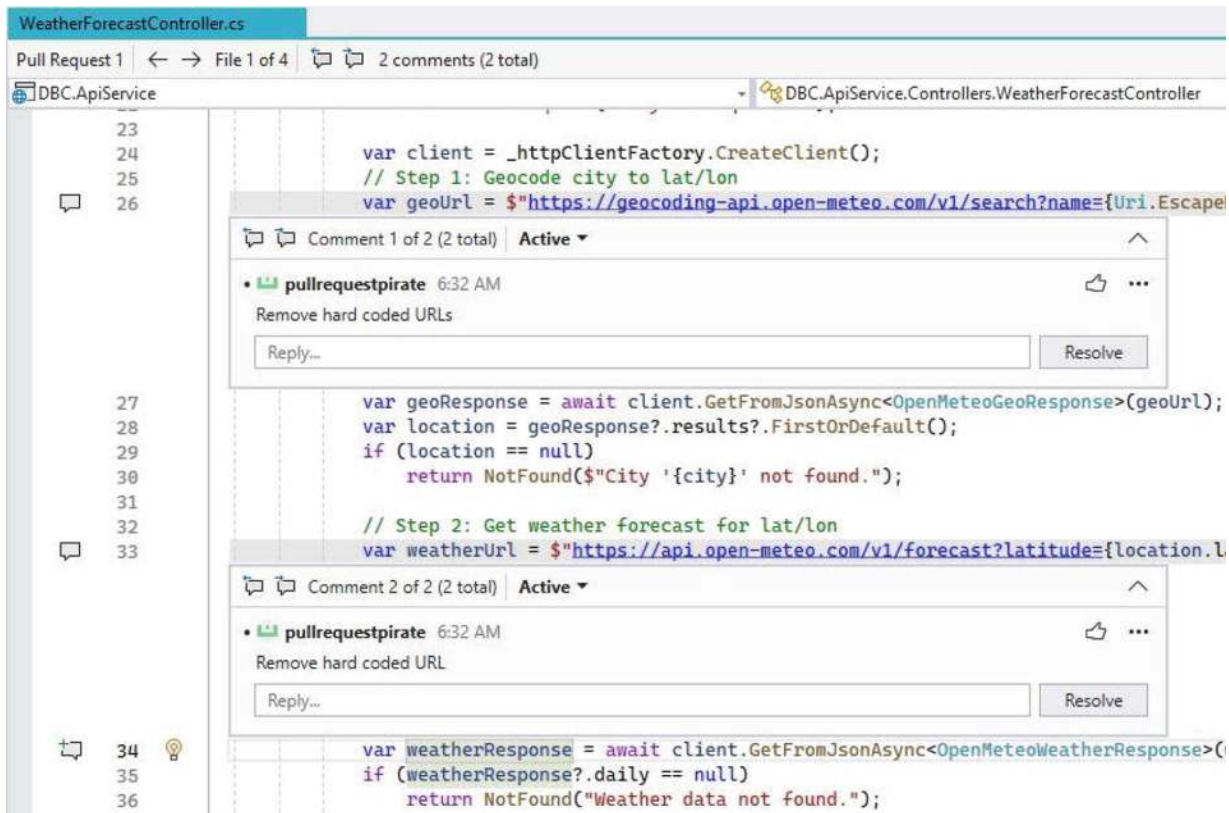 WeatherForecastController.cs
Pull Request 1 ← → File 1 of 4 2 comments (2 total)
DBC.ApiService DBC.ApiService.Controllers.WeatherForecastController
23
24 var client = _httpClientFactory.CreateClient();
25 // Step 1: Geocode city to lat/lon
26 var geoUrl = $"https://geocoding-api.open-meteo.com/v1/search?name={Uri.Escape
Comment 1 of 2 (2 total) Active
• pullrequestpirate 6:32 AM
Remove hard coded URLs
Reply... Resolve
27 var geoResponse = await client.GetFromJsonAsync<OpenMeteoGeoResponse>(geoUrl);
28 var location = geoResponse?.results?.FirstOrDefault();
29 if (location == null)
30 return NotFound($"City '{city}' not found.");
31
32 // Step 2: Get weather forecast for lat/lon
33 var weatherUrl = $"https://api.open-meteo.com/v1/forecast?latitude={location.l
Comment 2 of 2 (2 total) Active
• pullrequestpirate 6:32 AM
Remove hard coded URL
Reply... Resolve
34 var weatherResponse = await client.GetFromJsonAsync<OpenMeteoWeatherResponse>(
35 if (weatherResponse?.daily == null)
36 return NotFound("Weather data not found.");